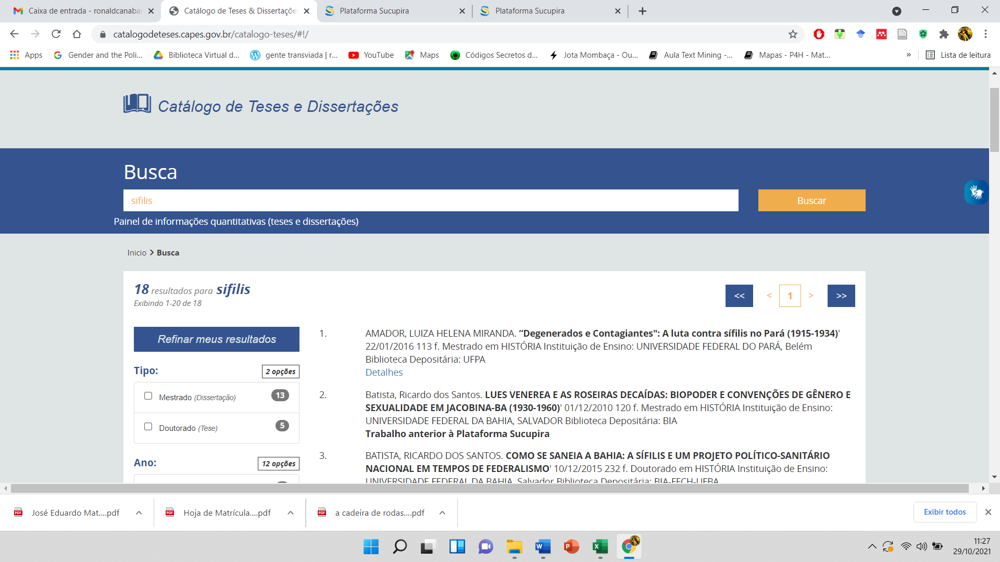 Caixa de entrada - ronaldcanabar
Catálogo de Teses & Dissertaçõe
Plataforma Sucupira
Plataforma Sucupira
catalogodeteses.capes.gov.br/catalogo-teses/#!/
Apps
Gender and the Poli...
Biblioteca Virtual d...
gente transviada | r...
YouTube
Maps
Códigos Secretos d...
Jota Mombaça - Ou...
Aula Text Mining -...
Mapas - P4H - Mat...
»
Lista de leitura
Catálogo de Teses e Dissertações
Busca
sifilis
Buscar
Painel de informações quantitativas (teses e dissertações)
Inicio > Busca
18 resultados para sifilis
Exibindo 1-20 de 18
<< < 1 > >>
Refinar meus resultados
Tipo:
2 opções
Mestrado (Dissertação) 13
Doutorado (Tese) 5
Ano:
12 opções
1.
AMADOR, LUIZA HELENA MIRANDA. “Degenerados e Contagiantes": A luta contra sífilis no Pará (1915-1934)'
22/01/2016 113 f. Mestrado em HISTÓRIA Instituição de Ensino: UNIVERSIDADE FEDERAL DO PARÁ, Belém
Biblioteca Depositária: UFPA
Detalhes
2.
Batista, Ricardo dos Santos. LUES VENEREA E AS ROSEIRAS DECAÍDAS: BIOPODER E CONVENÇÕES DE GÊNERO E
SEXUALIDADE EM JACOBINA-BA (1930-1960)' 01/12/2010 120 f. Mestrado em HISTÓRIA Instituição de Ensino:
UNIVERSIDADE FEDERAL DA BAHIA, SALVADOR Biblioteca Depositária: BIA
Trabalho anterior à Plataforma Sucupira
3.
BATISTA, RICARDO DOS SANTOS. COMO SE SANEIA A BAHIA: A SÍFILIS E UM PROJETO POLÍTICO-SANITÁRIO
NACIONAL EM TEMPOS DE FEDERALISMO' 10/12/2015 232 f. Doutorado em HISTÓRIA Instituição de Ensino:
UNIVERSIDADE FEDERAL DA BAHIA, Salvador Biblioteca Depositária: BIA-FFCH-UFBA
José Eduardo Mat....pdf
Hoja de Matrícula....pdf
a cadeira de rodas....pdf
Exibir todos
11:27
29/10/2021